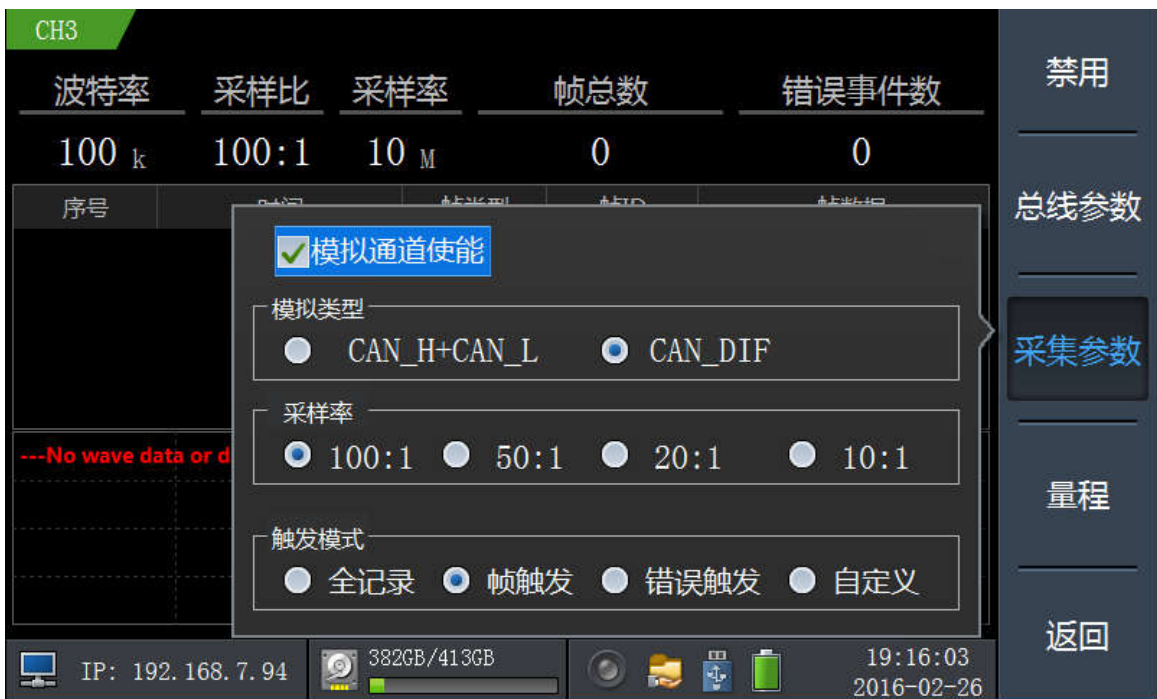 CH3
波特率 采样比 采样率 帧总数 错误事件数
100 k 100:1 10 M 0 0
序号
模拟通道使能
模拟类型
CAN_H+CAN_L CAN_DIF
采样率
100:1 50:1 20:1 10:1
触发模式
全记录 帧触发 错误触发 自定义
---No wave data or d
禁用
总线参数
采集参数
量程
返回
IP: 192.168.7.94 382GB/413GB 19:16:03
2016-02-26